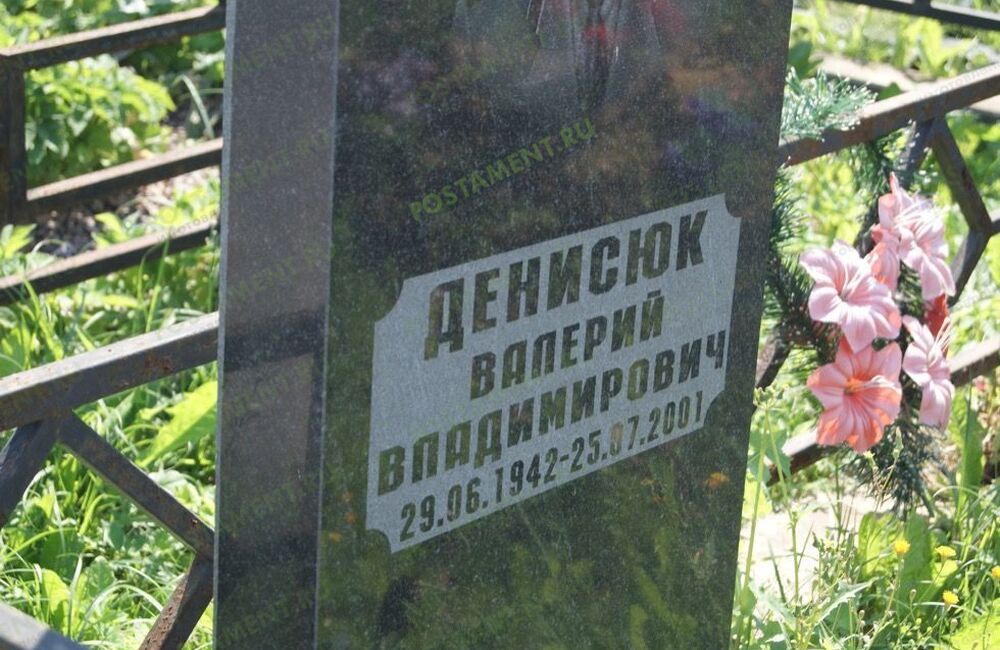 POSTAMENT.RU
ДЕНИСЮК
ВАЛЕРИЙ
ВЛАДИМИРОВИЧ
29.06.1942-25.07.2001